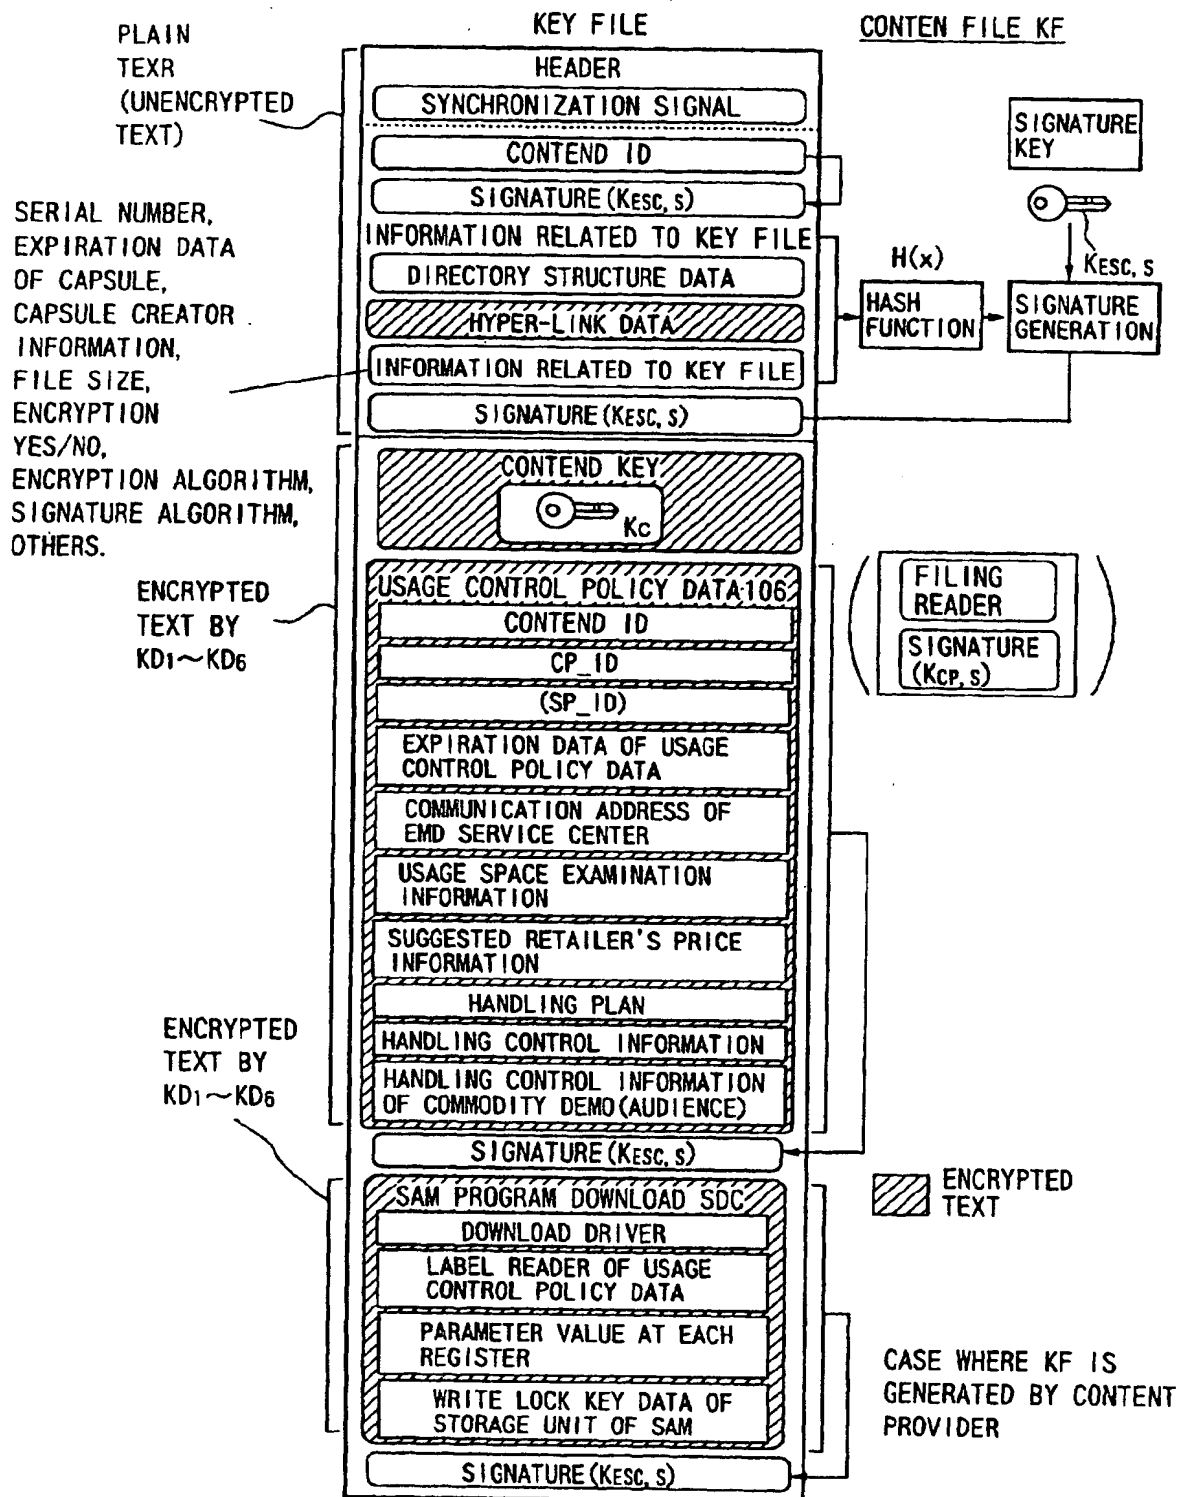 KEY FILE
CONTEN FILE KF
PLAIN
TEXR
(UNENCRYPTED
TEXT)
HEADER
SYNCHRONIZATION SIGNAL
CONTEND ID
SIGNATURE(KESC, S)
INFORMATION RELATED TO KEY FILE
DIRECTORY STRUCTURE DATA
HYPER-LINK DATA
INFORMATION RELATED TO KEY FILE
SIGNATURE(KESC, S)
SIGNATURE
KEY
KESC, S
H(x)
HASH
FUNCTION
SIGNATURE
GENERATION
SERIAL NUMBER,
EXPIRATION DATA
OF CAPSULE,
CAPSULE CREATOR
INFORMATION,
FILE SIZE,
ENCRYPTION
YES/NO,
ENCRYPTION ALGORITHM,
SIGNATURE ALGORITHM,
OTHERS.
CONTEND KEY
Kc
ENCRYPTED
TEXT BY
KD1~KD6
USAGE CONTROL POLICY DATA 106
CONTEND ID
CP_ID
(SP_ID)
EXPIRATION DATA OF USAGE
CONTROL POLICY DATA
COMMUNICATION ADDRESS OF
EMD SERVICE CENTER
USAGE SPACE EXAMINATION
INFORMATION
SUGGESTED RETAILER'S PRICE
INFORMATION
HANDLING PLAN
HANDLING CONTROL INFORMATION
HANDLING CONTROL INFORMATION
OF COMMODITY DEMO(AUDIENCE)
SIGNATURE(KESC, S)
FILING
READER
SIGNATURE
(KCP, S)
ENCRYPTED
TEXT BY
KD1~KD6
ENCRYPTED
TEXT
SAM PROGRAM DOWNLOAD SDC
DOWNLOAD DRIVER
LABEL READER OF USAGE
CONTROL POLICY DATA
PARAMETER VALUE AT EACH
REGISTER
WRITE LOCK KEY DATA OF
STORAGE UNIT OF SAM
SIGNATURE(KESC, S)
CASE WHERE KF IS
GENERATED BY CONTENT
PROVIDER